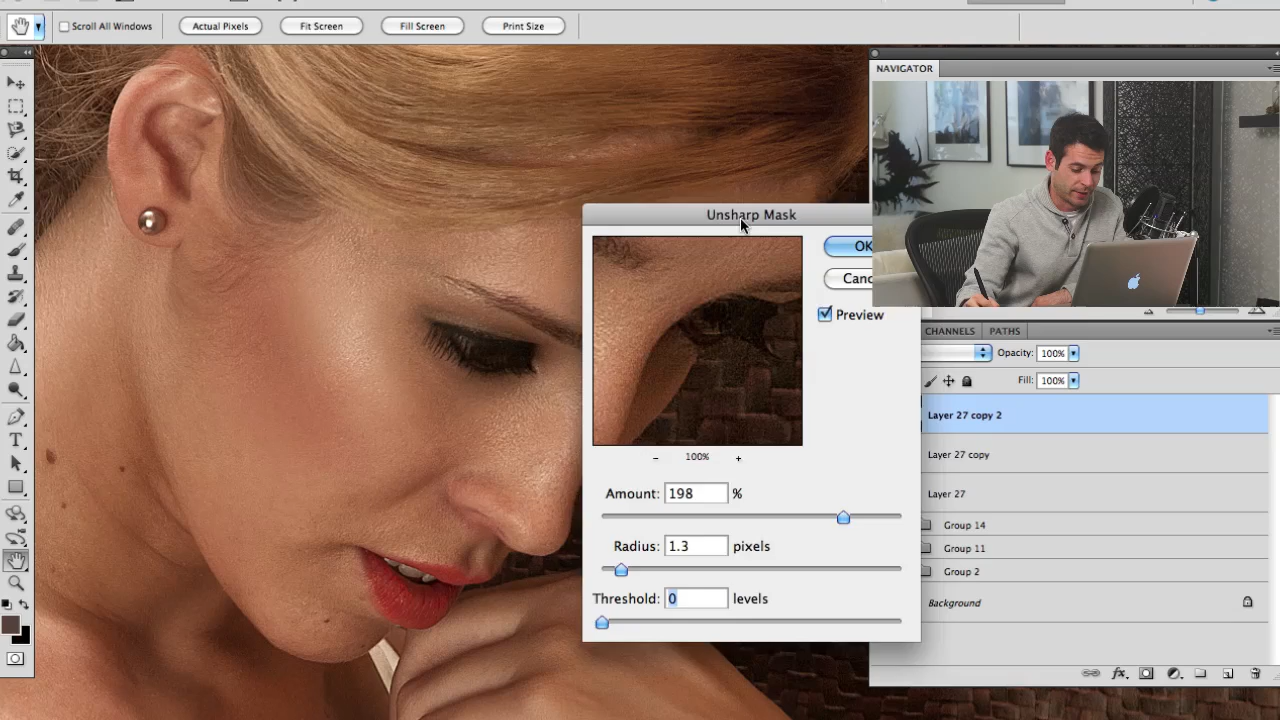 Scroll All Windows Actual Pixels Fit Screen Fill Screen Print Size
NAVIGATOR
Unsharp Mask
OK
Canc
Preview
CHANNELS PATHS
Opacity: 100%
Fill: 100%
Layer 27 copy 2
Layer 27 copy
Layer 27
Group 14
Group 11
Group 2
Background
100%
Amount: 198 %
Radius: 1.3 pixels
Threshold: 0 levels
T
fx